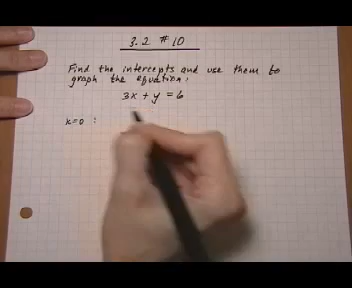 3.2 #10
Find the intercepts and use them to
graph the equation:
3x + y = 6
x=0 :